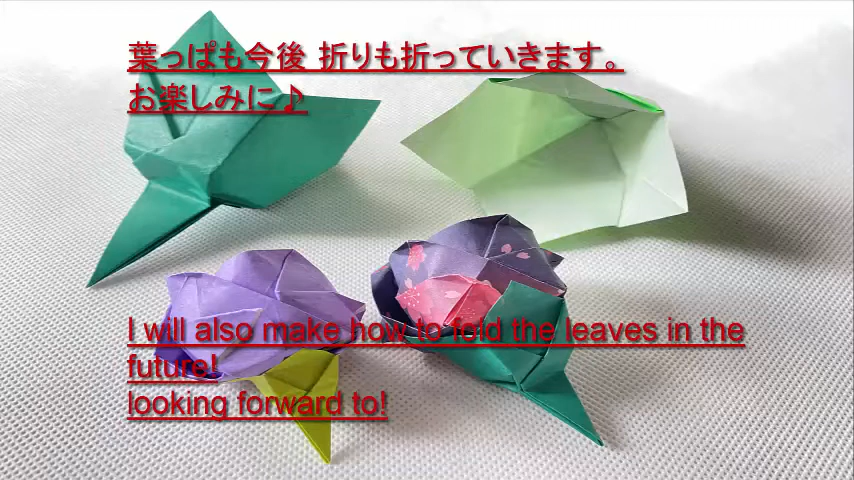 葉っぱも今後 折りも折っていきます。
お楽しみに♪
I will also make how to fold the leaves in the
future!
looking forward to!